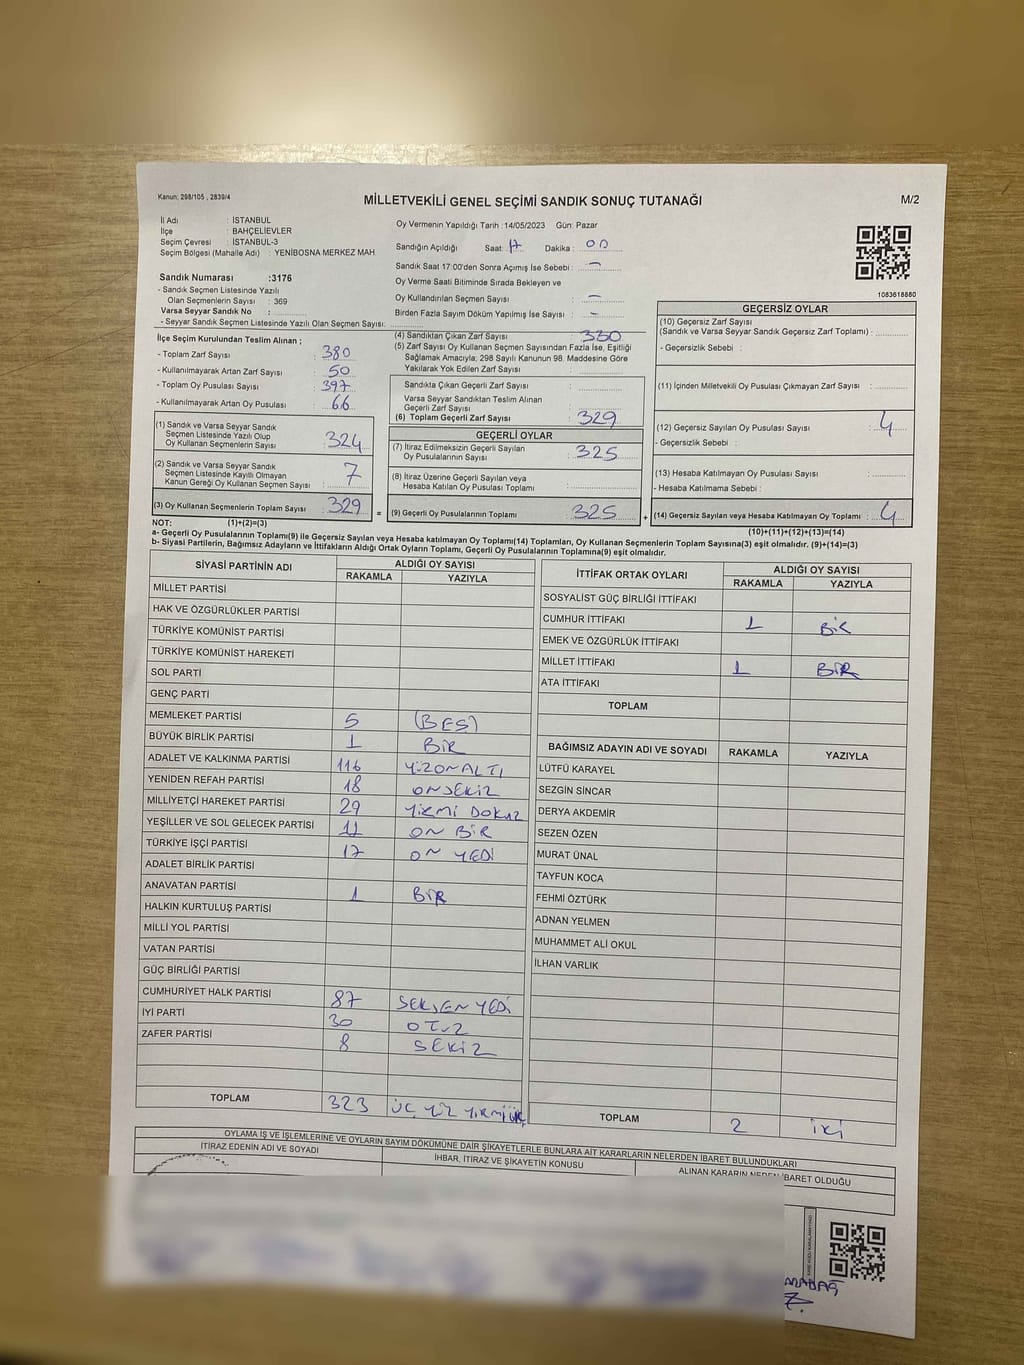 Kanun; 298/105 , 2839/4
MİLLETVEKİLİ GENEL SEÇİMİ SANDIK SONUÇ TUTANAĞI
M/2
İl Adı : İSTANBUL
İlçe : BAHÇELİEVLER
Seçim Çevresi : İSTANBUL-3
Seçim Bölgesi (Mahalle Adı) : YENİBOSNA MERKEZ MAH
Sandık Numarası :3176
- Sandık Seçmen Listesinde Yazılı
Olan Seçmenlerin Sayısı : 369
Varsa Seyyar Sandık No :
- Seyyar Sandık Seçmen Listesinde Yazılı Olan Seçmen Sayısı:
Oy Vermenin Yapıldığı Tarih :14/05/2023 Gün: Pazar
Sandığın Açıldığı Saat: 17 Dakika : 00
Sandık Saat 17:00'den Sonra Açımış İse Sebebi : –
Oy Verme Saati Bitiminde Sırada Bekleyen ve
Oy Kullandırılan Seçmen Sayısı : –
Birden Fazla Sayım Döküm Yapılmış İse Sayısı : –
1083618880
İlçe Seçim Kurulundan Teslim Alınan ;
- Toplam Zarf Sayısı : 380
- Kullanılmayarak Artan Zarf Sayısı : 50
- Toplam Oy Pusulası Sayısı : 397
- Kullanılmayarak Artan Oy Pusulası : 66
(1) Sandık ve Varsa Seyyar Sandık
Seçmen Listesinde Yazılı Olup
Oy Kullanan Seçmenlerin Sayısı : 324
(2) Sandık ve Varsa Seyyar Sandık
Seçmen Listesinde Kayıtlı Olmayan
Kanun Gereği Oy Kullanan Seçmen Sayısı : 7
(3) Oy Kullanan Seçmenlerin Toplam Sayısı : 329
(4) Sandıktan Çıkan Zarf Sayısı : 330
(5) Zarf Sayısı Oy Kullanan Seçmen Sayısından Fazla İse, Eşitliği
Sağlamak Amacıyla; 298 Sayılı Kanunun 98. Maddesine Göre
Yakılarak Yok Edilen Zarf Sayısı :
Sandıkta Çıkan Geçerli Zarf Sayısı :
Varsa Seyyar Sandıktan Teslim Alınan
Geçerli Zarf Sayısı :
(6) Toplam Geçerli Zarf Sayısı : 329
GEÇERLİ OYLAR
(7) İtiraz Edilmeksizin Geçerli Sayılan
Oy Pusulalarının Sayısı : 325
(8) İtiraz Üzerine Geçerli Sayılan veya
Hesaba Katılan Oy Pusulası Toplamı :
= (9) Geçerli Oy Pusulalarının Toplamı : 325
GEÇERSİZ OYLAR
(10) Geçersiz Zarf Sayısı
(Sandık ve Varsa Seyyar Sandık Geçersiz Zarf Toplamı) :
- Geçersizlik Sebebi :
(11) İçinden Milletvekili Oy Pusulası Çıkmayan Zarf Sayısı :
(12) Geçersiz Sayılan Oy Pusulası Sayısı : 4
- Geçersizlik Sebebi :
(13) Hesaba Katılmayan Oy Pusulası Sayısı :
- Hesaba Katılmama Sebebi :
+ (14) Geçersiz Sayılan veya Hesaba Katılmayan Oy Toplamı : 4
NOT: (1)+(2)=(3) (10)+(11)+(12)+(13)=(14)
a- Geçerli Oy Pusulalarının Toplamı(9) ile Geçersiz Sayılan veya Hesaba katılmayan Oy Toplamı(14) Toplamları, Oy Kullanan Seçmenlerin Toplam Sayısına(3) eşit olmalıdır. (9)+(14)=(3)
b- Siyasi Partilerin, Bağımsız Adayların ve İttifakların Aldığı Ortak Oyların Toplamı, Geçerli Oy Pusulalarının Toplamına(9) eşit olmalıdır.
SİYASİ PARTİNİN ADI ALDIĞI OY SAYISI
RAKAMLA YAZIYLA
MİLLET PARTİSİ
HAK VE ÖZGÜRLÜKLER PARTİSİ
TÜRKİYE KOMÜNİST PARTİSİ
TÜRKİYE KOMÜNİST HAREKETİ
SOL PARTİ
GENÇ PARTİ
MEMLEKET PARTİSİ 5 (BEŞ)
BÜYÜK BİRLİK PARTİSİ 1 BİR
ADALET VE KALKINMA PARTİSİ 116 YÜZONALTI
YENİDEN REFAH PARTİSİ 18 ONSEKİZ
MİLLİYETÇİ HAREKET PARTİSİ 29 YİRMİ DOKUZ
YEŞİLLER VE SOL GELECEK PARTİSİ 11 ON BİR
TÜRKİYE İŞÇİ PARTİSİ 17 ON YEDİ
ADALET BİRLİK PARTİSİ
ANAVATAN PARTİSİ 1 BİR
HALKIN KURTULUŞ PARTİSİ
MİLLİ YOL PARTİSİ
VATAN PARTİSİ
GÜÇ BİRLİĞİ PARTİSİ
CUMHURİYET HALK PARTİSİ 87 SEKSEN YEDİ
İYİ PARTİ 30 OTUZ
ZAFER PARTİSİ 8 SEKİZ
TOPLAM 323 ÜÇ YÜZ YİRMİ ÜÇ
İTTİFAK ORTAK OYLARI ALDIĞI OY SAYISI
RAKAMLA YAZIYLA
SOSYALİST GÜÇ BİRLİĞİ İTTİFAKI
CUMHUR İTTİFAKI 1 BİR
EMEK VE ÖZGÜRLÜK İTTİFAKI
MİLLET İTTİFAKI 1 BİR
ATA İTTİFAKI
TOPLAM
BAĞIMSIZ ADAYIN ADI VE SOYADI RAKAMLA YAZIYLA
LÜTFÜ KARAYEL
SEZGİN SİNCAR
DERYA AKDEMİR
SEZEN ÖZEN
MURAT ÜNAL
TAYFUN KOCA
FEHMİ ÖZTÜRK
ADNAN YELMEN
MUHAMMET ALİ OKUL
İLHAN VARLIK
TOPLAM 2 İKİ
OYLAMA İŞ VE İŞLEMLERİNE VE OYLARIN SAYIM DÖKÜMÜNE DAİR ŞİKAYETLERLE BUNLARA AİT KARARLARIN NELERDEN İBARET BULUNDUKLARI
İTİRAZ EDENİN ADI VE SOYADI
İHBAR, İTİRAZ VE ŞİKAYETİN KONUSU
ALINAN KARARIN NEDEN İBARET OLDUĞU